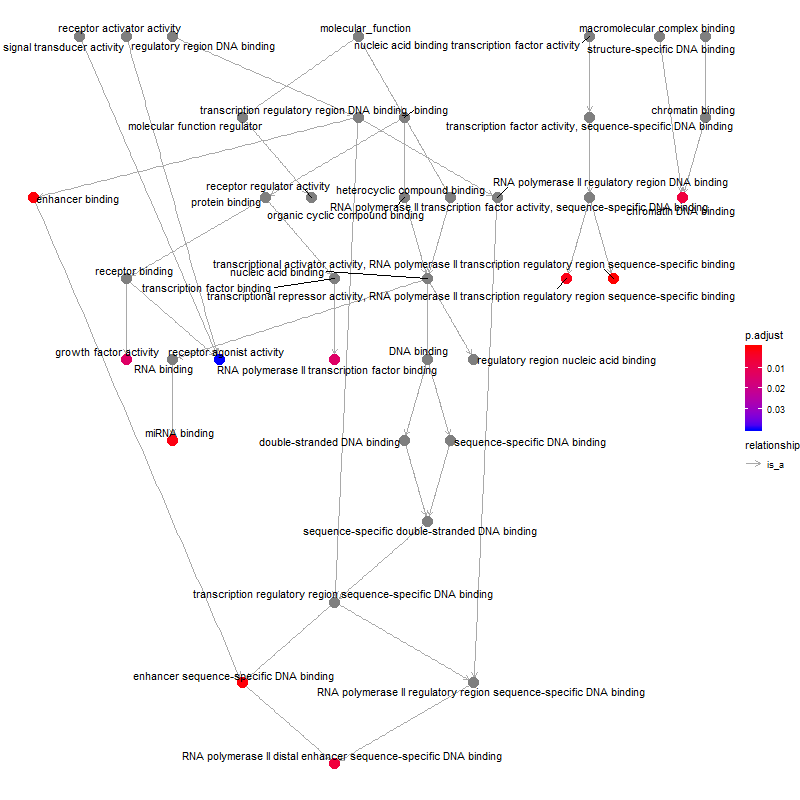 receptor activator activity
molecular_function
macromolecular complex binding
signal transducer activity
regulatory region DNA binding
nucleic acid binding transcription factor activity
structure-specific DNA binding
transcription regulatory region DNA binding
binding
chromatin binding
molecular function regulator
transcription factor activity, sequence-specific DNA binding
RNA polymerase II regulatory region DNA binding
receptor regulator activity
heterocyclic compound binding
enhancer binding
protein binding
RNA polymerase II transcription factor activity, sequence-specific DNA binding
chromatin DNA binding
organic cyclic compound binding
transcriptional activator activity, RNA polymerase II transcription regulatory region sequence-specific binding
receptor binding
nucleic acid binding
transcription factor binding
transcriptional repressor activity, RNA polymerase II transcription regulatory region sequence-specific binding
growth factor activity
receptor agonist activity
DNA binding
regulatory region nucleic acid binding
RNA binding
RNA polymerase II transcription factor binding
miRNA binding
double-stranded DNA binding
sequence-specific DNA binding
sequence-specific double-stranded DNA binding
transcription regulatory region sequence-specific DNA binding
enhancer sequence-specific DNA binding
RNA polymerase II regulatory region sequence-specific DNA binding
RNA polymerase II distal enhancer sequence-specific DNA binding
p.adjust
0.01
0.02
0.03
relationship
is_a